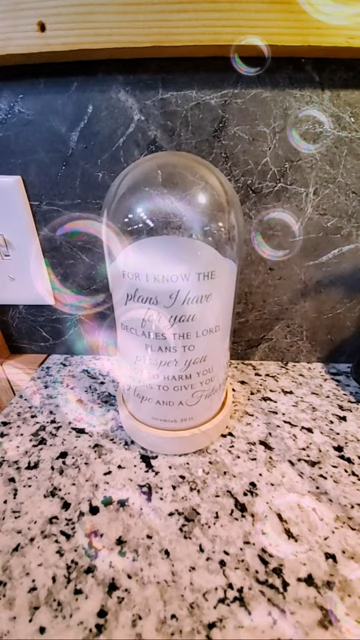 FOR I KNOW THE
plans I have
for you
DECLARES THE LORD
PLANS TO
prosper you
TO HARM YOU
TO GIVE YOU
Hope AND A Future